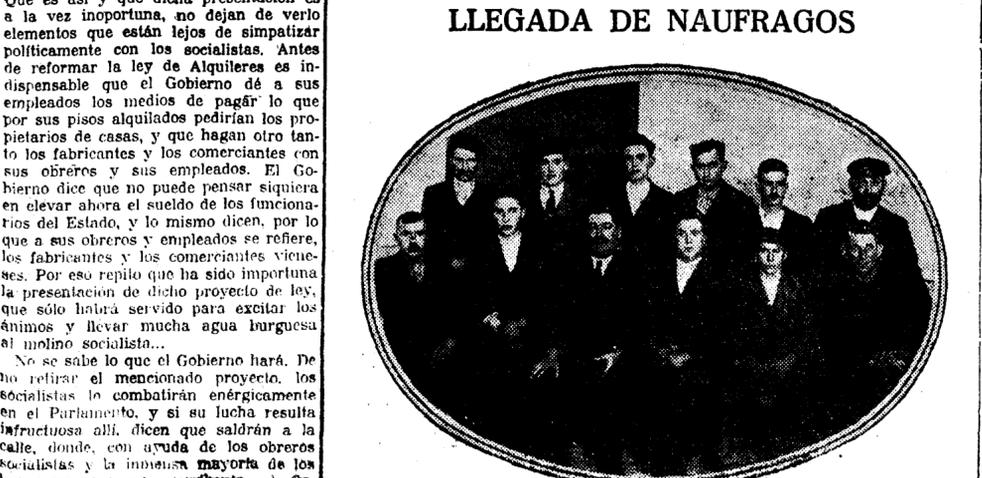 Que es así y que dicha presentación es
a la vez inoportuna, no dejan de verlo
elementos que están lejos de simpatizar
políticamente con los socialistas. Antes
de reformar la ley de Alquileres es in-
dispensable que el Gobierno dé a sus
empleados los medios de pagar lo que
por sus pisos alquilados pedirían los pro-
pietarios de casas, y que hagan otro tan-
to los fabricantes y los comerciantes con
sus obreros y sus empleados. El Go-
bierno dice que no puede pensar siquiera
en elevar ahora el sueldo de los funciona-
rios del Estado, y lo mismo dicen, por lo
que a sus obreros y empleados se refiere,
los fabricantes y los comerciantes viene-
ses. Por eso repito que ha sido importuna
la presentación de dicho proyecto de ley,
que sólo habrá servido para excitar los
ánimos y llevar mucha agua burguesa
al molino socialista...
No se sabe lo que el Gobierno hará. De
no retirar el mencionado proyecto, los
socialistas lo combatirán enérgicamente
en el Parlamento, y si su lucha resulta
infructuosa allí, dicen que saldrán a la
calle, donde, con ayuda de los obreros
socialistas y la inmensa mayoría de los
LLEGADA DE NAUFRAGOS